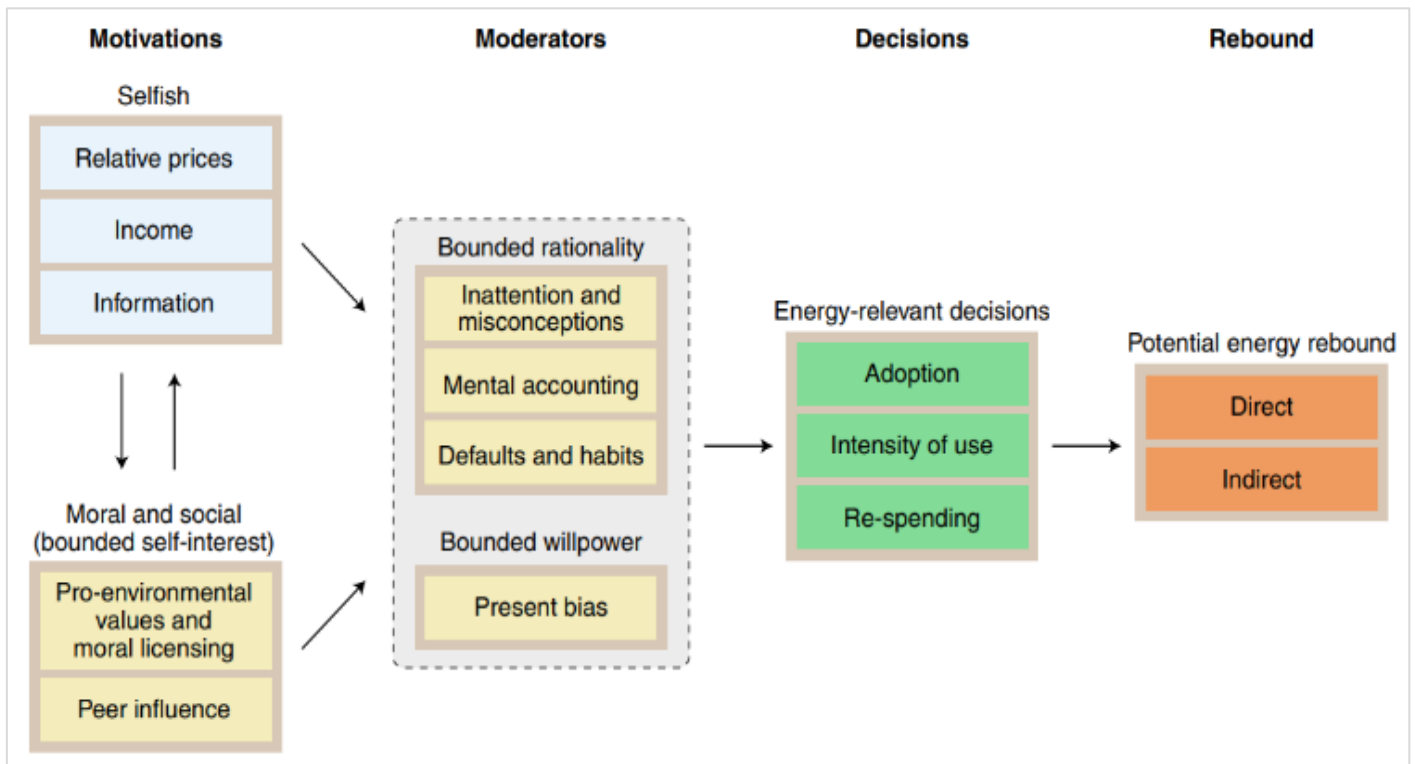 Motivations
Moderators
Decisions
Rebound
Selfish
Relative prices
Income
Information
Moral and social
(bounded self-interest)
Pro-environmental
values and
moral licensing
Peer influence
Bounded rationality
Inattention and
misconceptions
Mental accounting
Defaults and habits
Bounded willpower
Present bias
Energy-relevant decisions
Adoption
Intensity of use
Re-spending
Potential energy rebound
Direct
Indirect